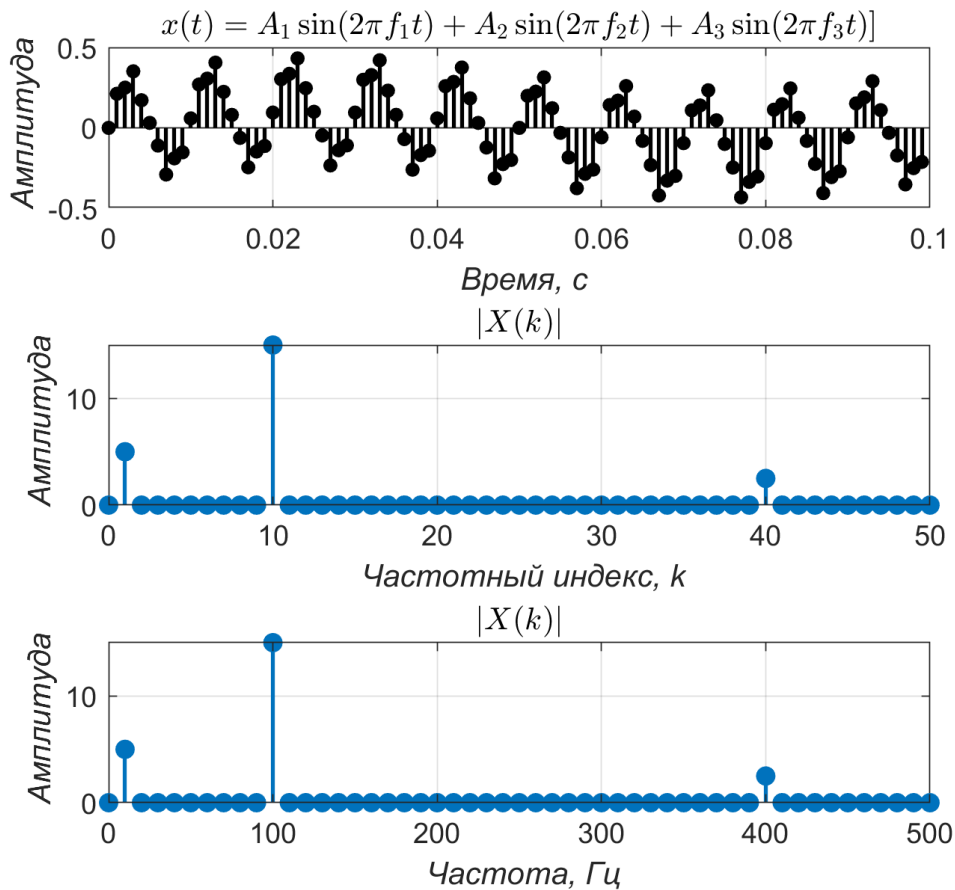 x(t) = A₁ sin(2πf₁t) + A₂ sin(2πf₂t) + A₃ sin(2πf₃t)]
Амплитуда
0.5
0
-0.5
0 0.02 0.04 0.06 0.08 0.1
Время, с
|X(k)|
Амплитуда
10
0
0 10 20 30 40 50
Частотный индекс, k
|X(k)|
Амплитуда
10
0
0 100 200 300 400 500
Частота, Гц